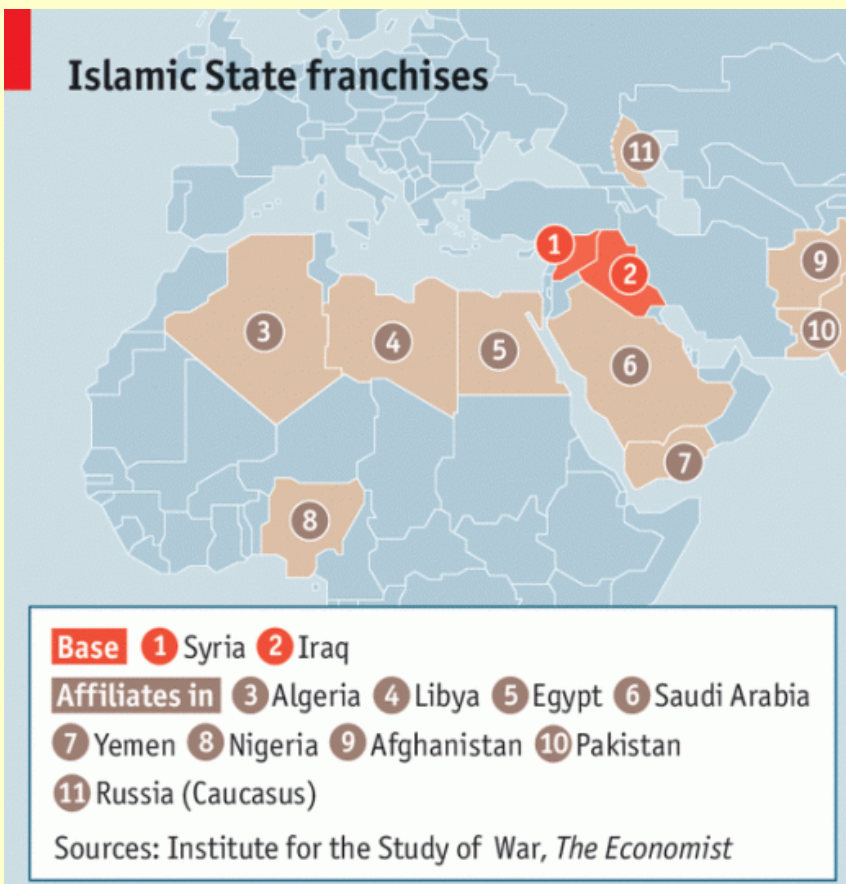 Islamic State franchises
11
1
2
9
3
4
5
6
10
7
8
Base 1 Syria 2 Iraq
Affiliates in 3 Algeria 4 Libya 5 Egypt 6 Saudi Arabia
7 Yemen 8 Nigeria 9 Afghanistan 10 Pakistan
11 Russia (Caucasus)
Sources: Institute for the Study of War, The Economist